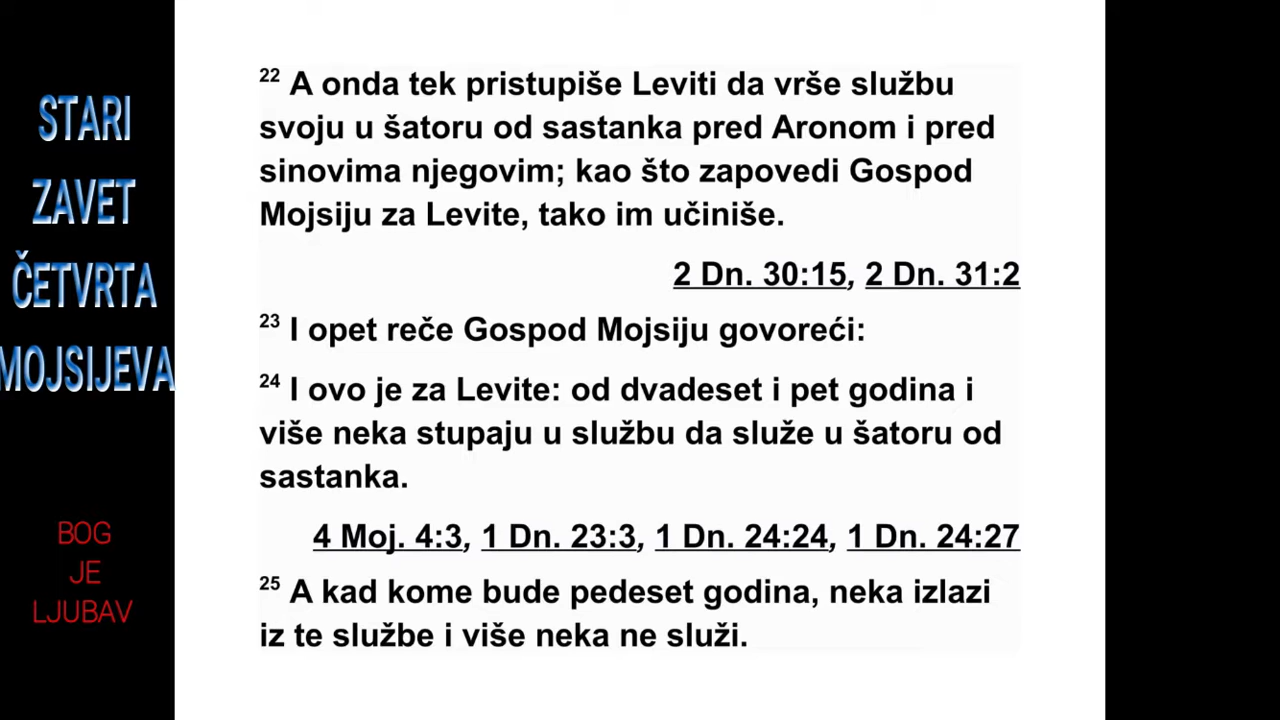 STARI
ZAVET
ČETVRTA
MOJSIJEVA
BOG
JE
LJUBAV
22 A onda tek pristupiše Leviti da vrše službu
svoju u šatoru od sastanka pred Aronom i pred
sinovima njegovim; kao što zapovedi Gospod
Mojsiju za Levite, tako im učiniše.
2 Dn. 30:15, 2 Dn. 31:2
23 I opet reče Gospod Mojsiju govoreći:
24 I ovo je za Levite: od dvadeset i pet godina i
više neka stupaju u službu da služe u šatoru od
sastanka.
4 Moj. 4:3, 1 Dn. 23:3, 1 Dn. 24:24, 1 Dn. 24:27
25 A kad kome bude pedeset godina, neka izlazi
iz te službe i više neka ne služi.